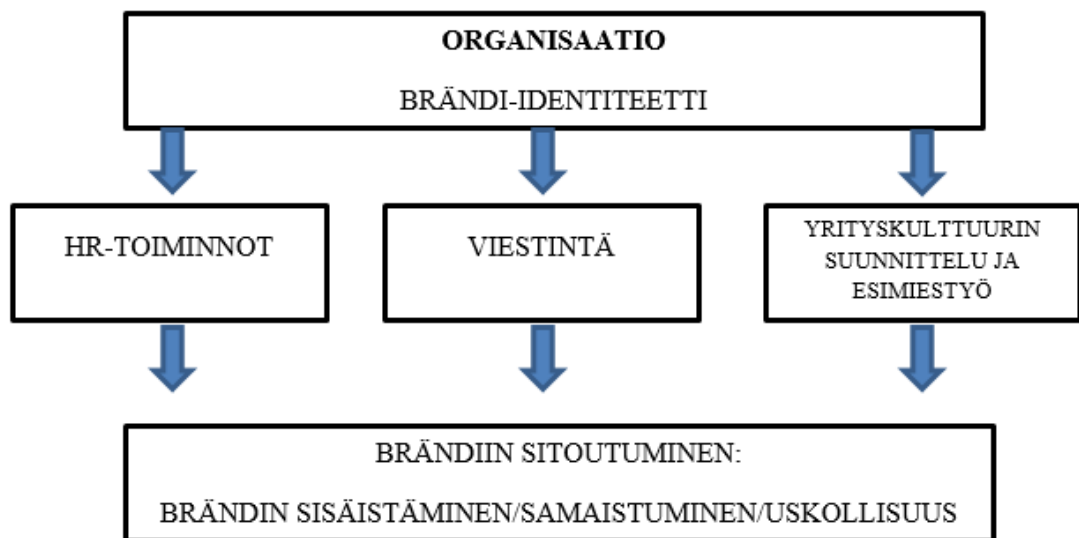 ORGANISAATIO
BRÄNDI-IDENTITEETTI
HR-TOIMINNOT
VIESTINTÄ
YRITYSKULTTUURIN
SUUNNITTELU JA
ESIMIESTYÖ
BRÄNDIIN SITOUTUMINEN:
BRÄNDIN SISÄISTÄMINEN/SAMAISTUMINEN/USKOLLISUUS